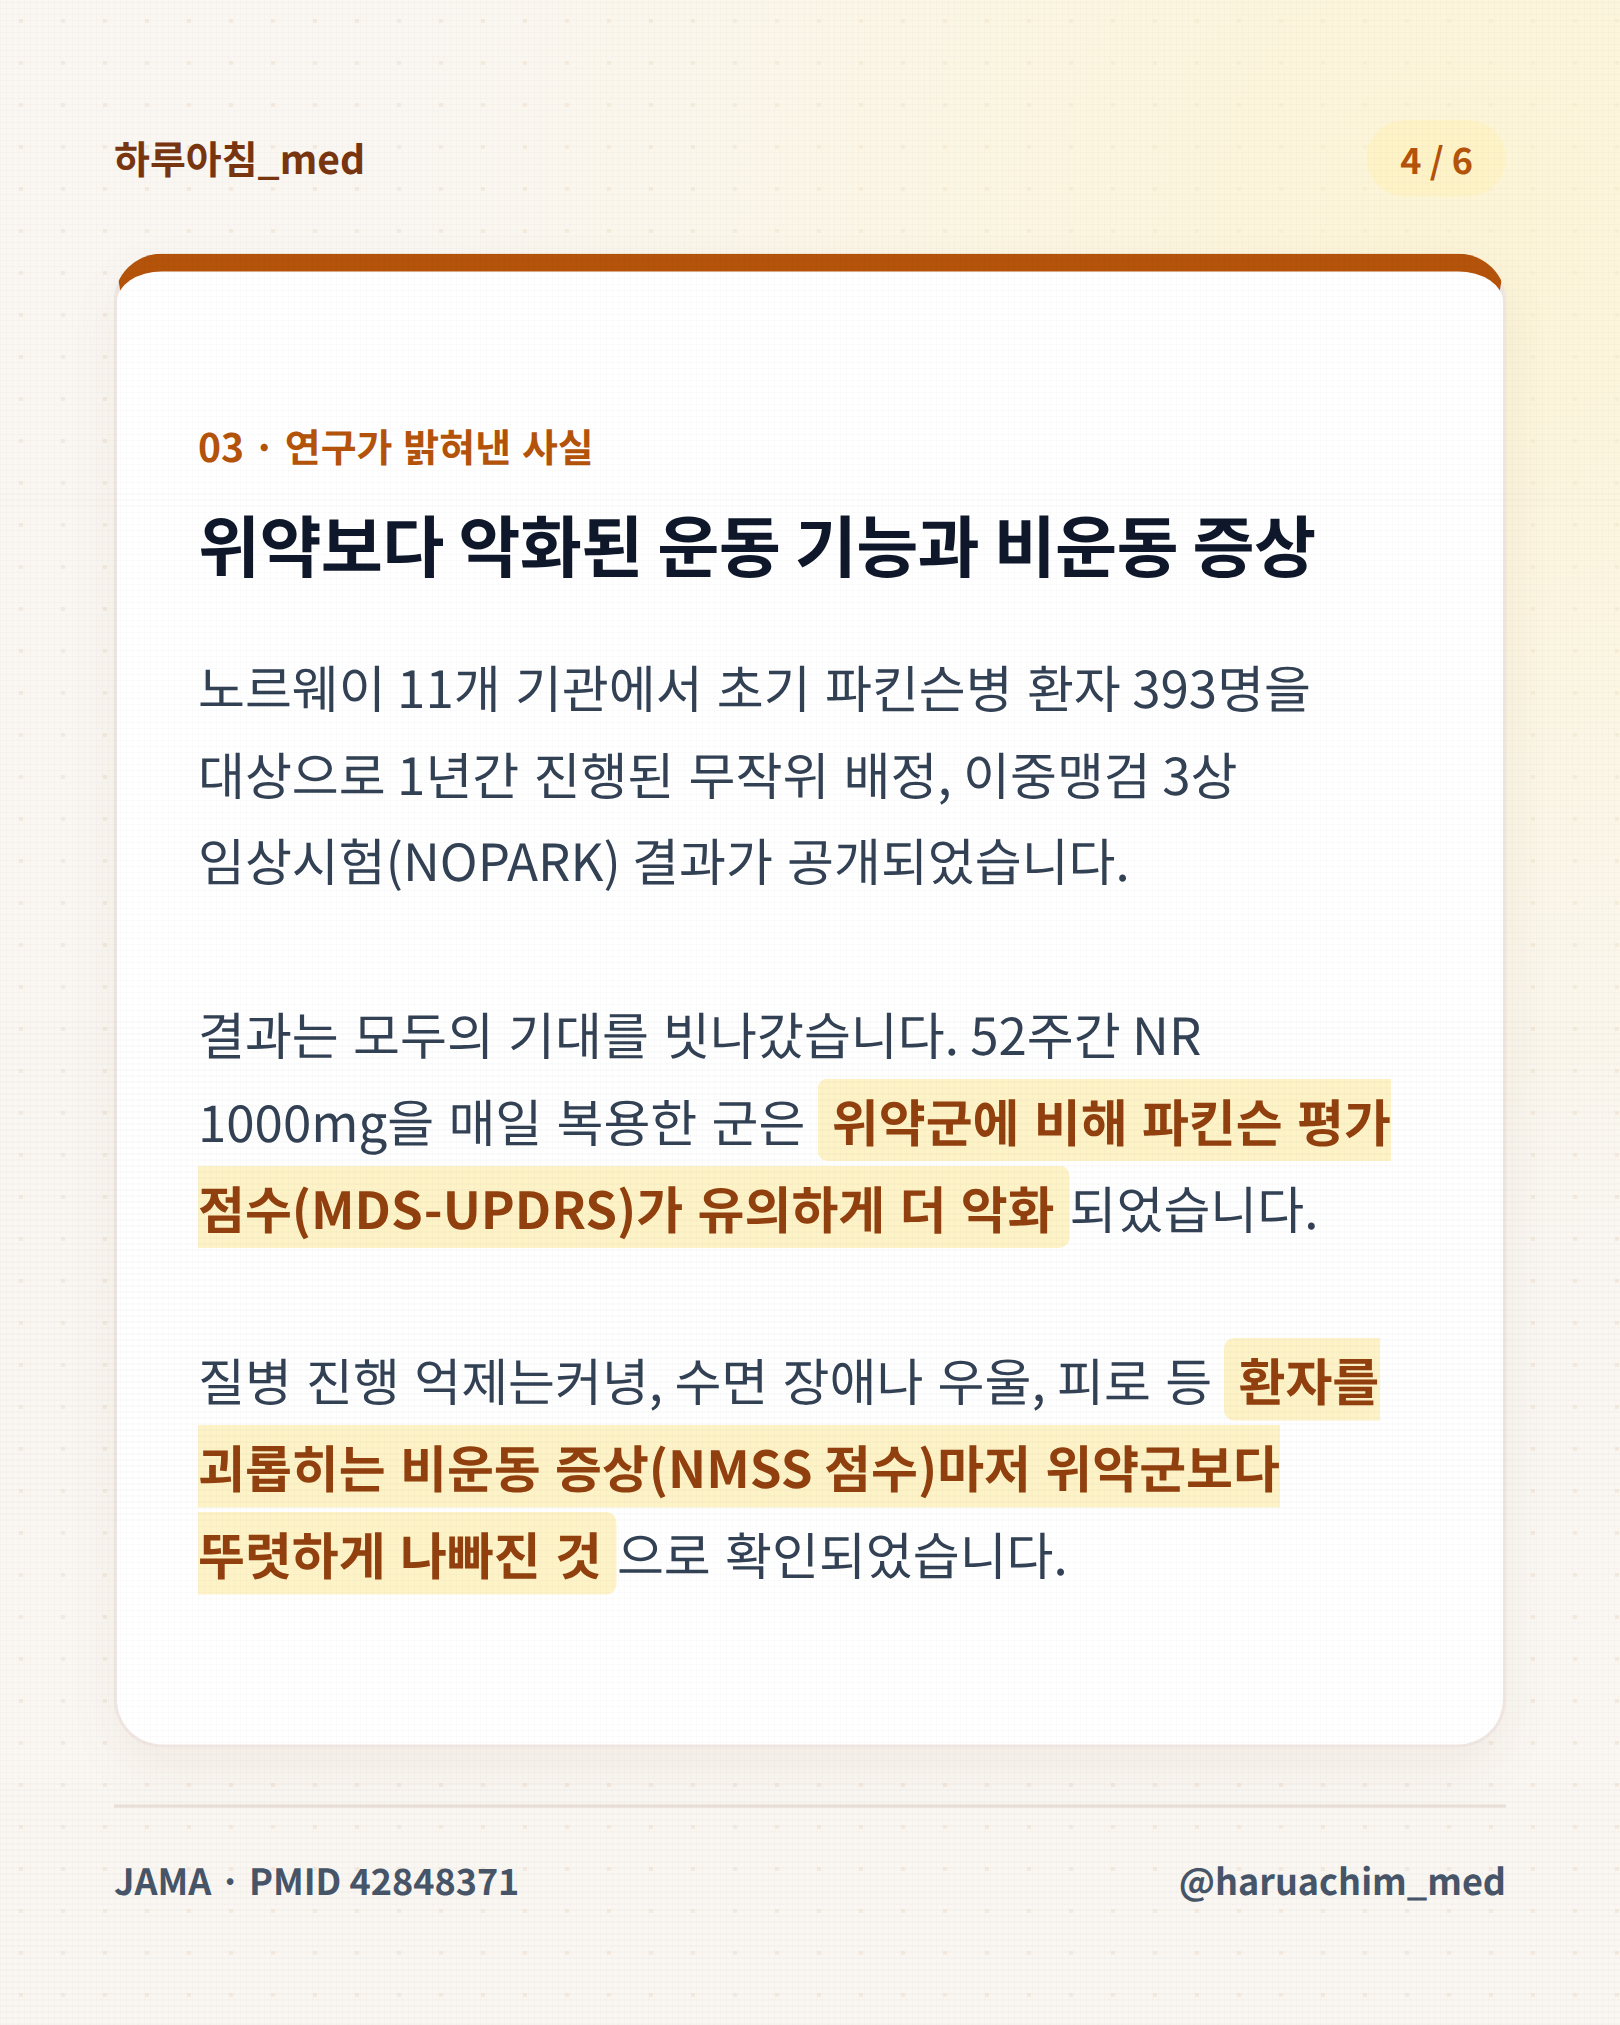 하루아침_med
4 / 6
03 · 연구가 밝혀낸 사실
위약보다 악화된 운동 기능과 비운동 증상
노르웨이 11개 기관에서 초기 파킨슨병 환자 393명을
대상으로 1년간 진행된 무작위 배정, 이중맹검 3상
임상시험(NOPARK) 결과가 공개되었습니다.
결과는 모두의 기대를 빗나갔습니다. 52주간 NR
1000mg을 매일 복용한 군은 위약군에 비해 파킨슨 평가
점수(MDS-UPDRS)가 유의하게 더 악화 되었습니다.
질병 진행 억제는커녕, 수면 장애나 우울, 피로 등 환자를
괴롭히는 비운동 증상(NMSS 점수)마저 위약군보다
뚜렷하게 나빠진 것 으로 확인되었습니다.
JAMA · PMID 42848371
@haruachim_med